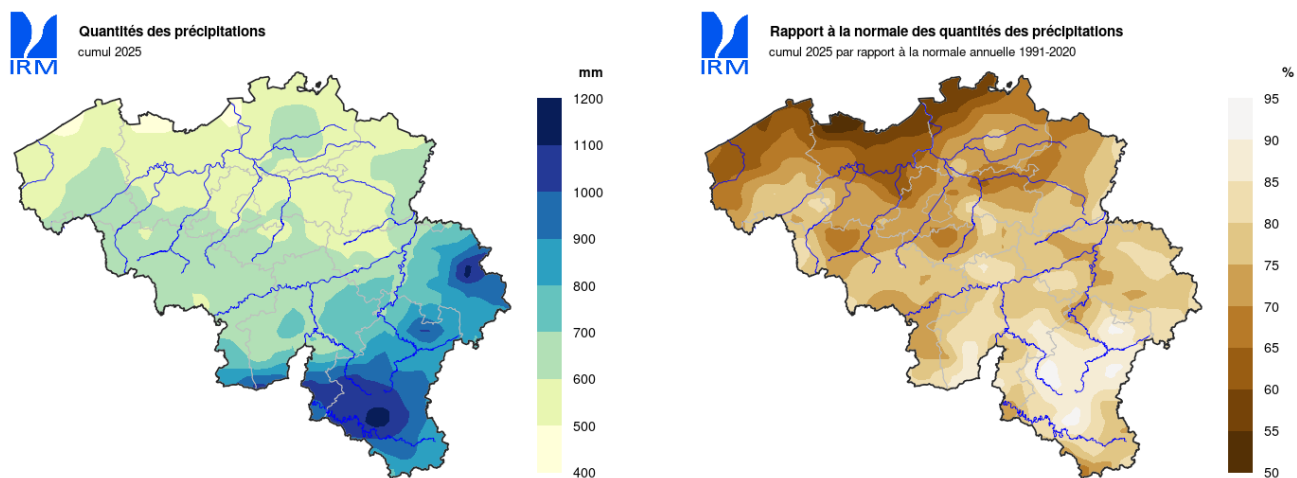 IRM
Quantités des précipitations
cumul 2025
mm
1200
1100
1000
900
800
700
600
500
400
IRM
Rapport à la normale des quantités des précipitations
cumul 2025 par rapport à la normale annuelle 1991-2020
%
95
90
85
80
75
70
65
60
55
50